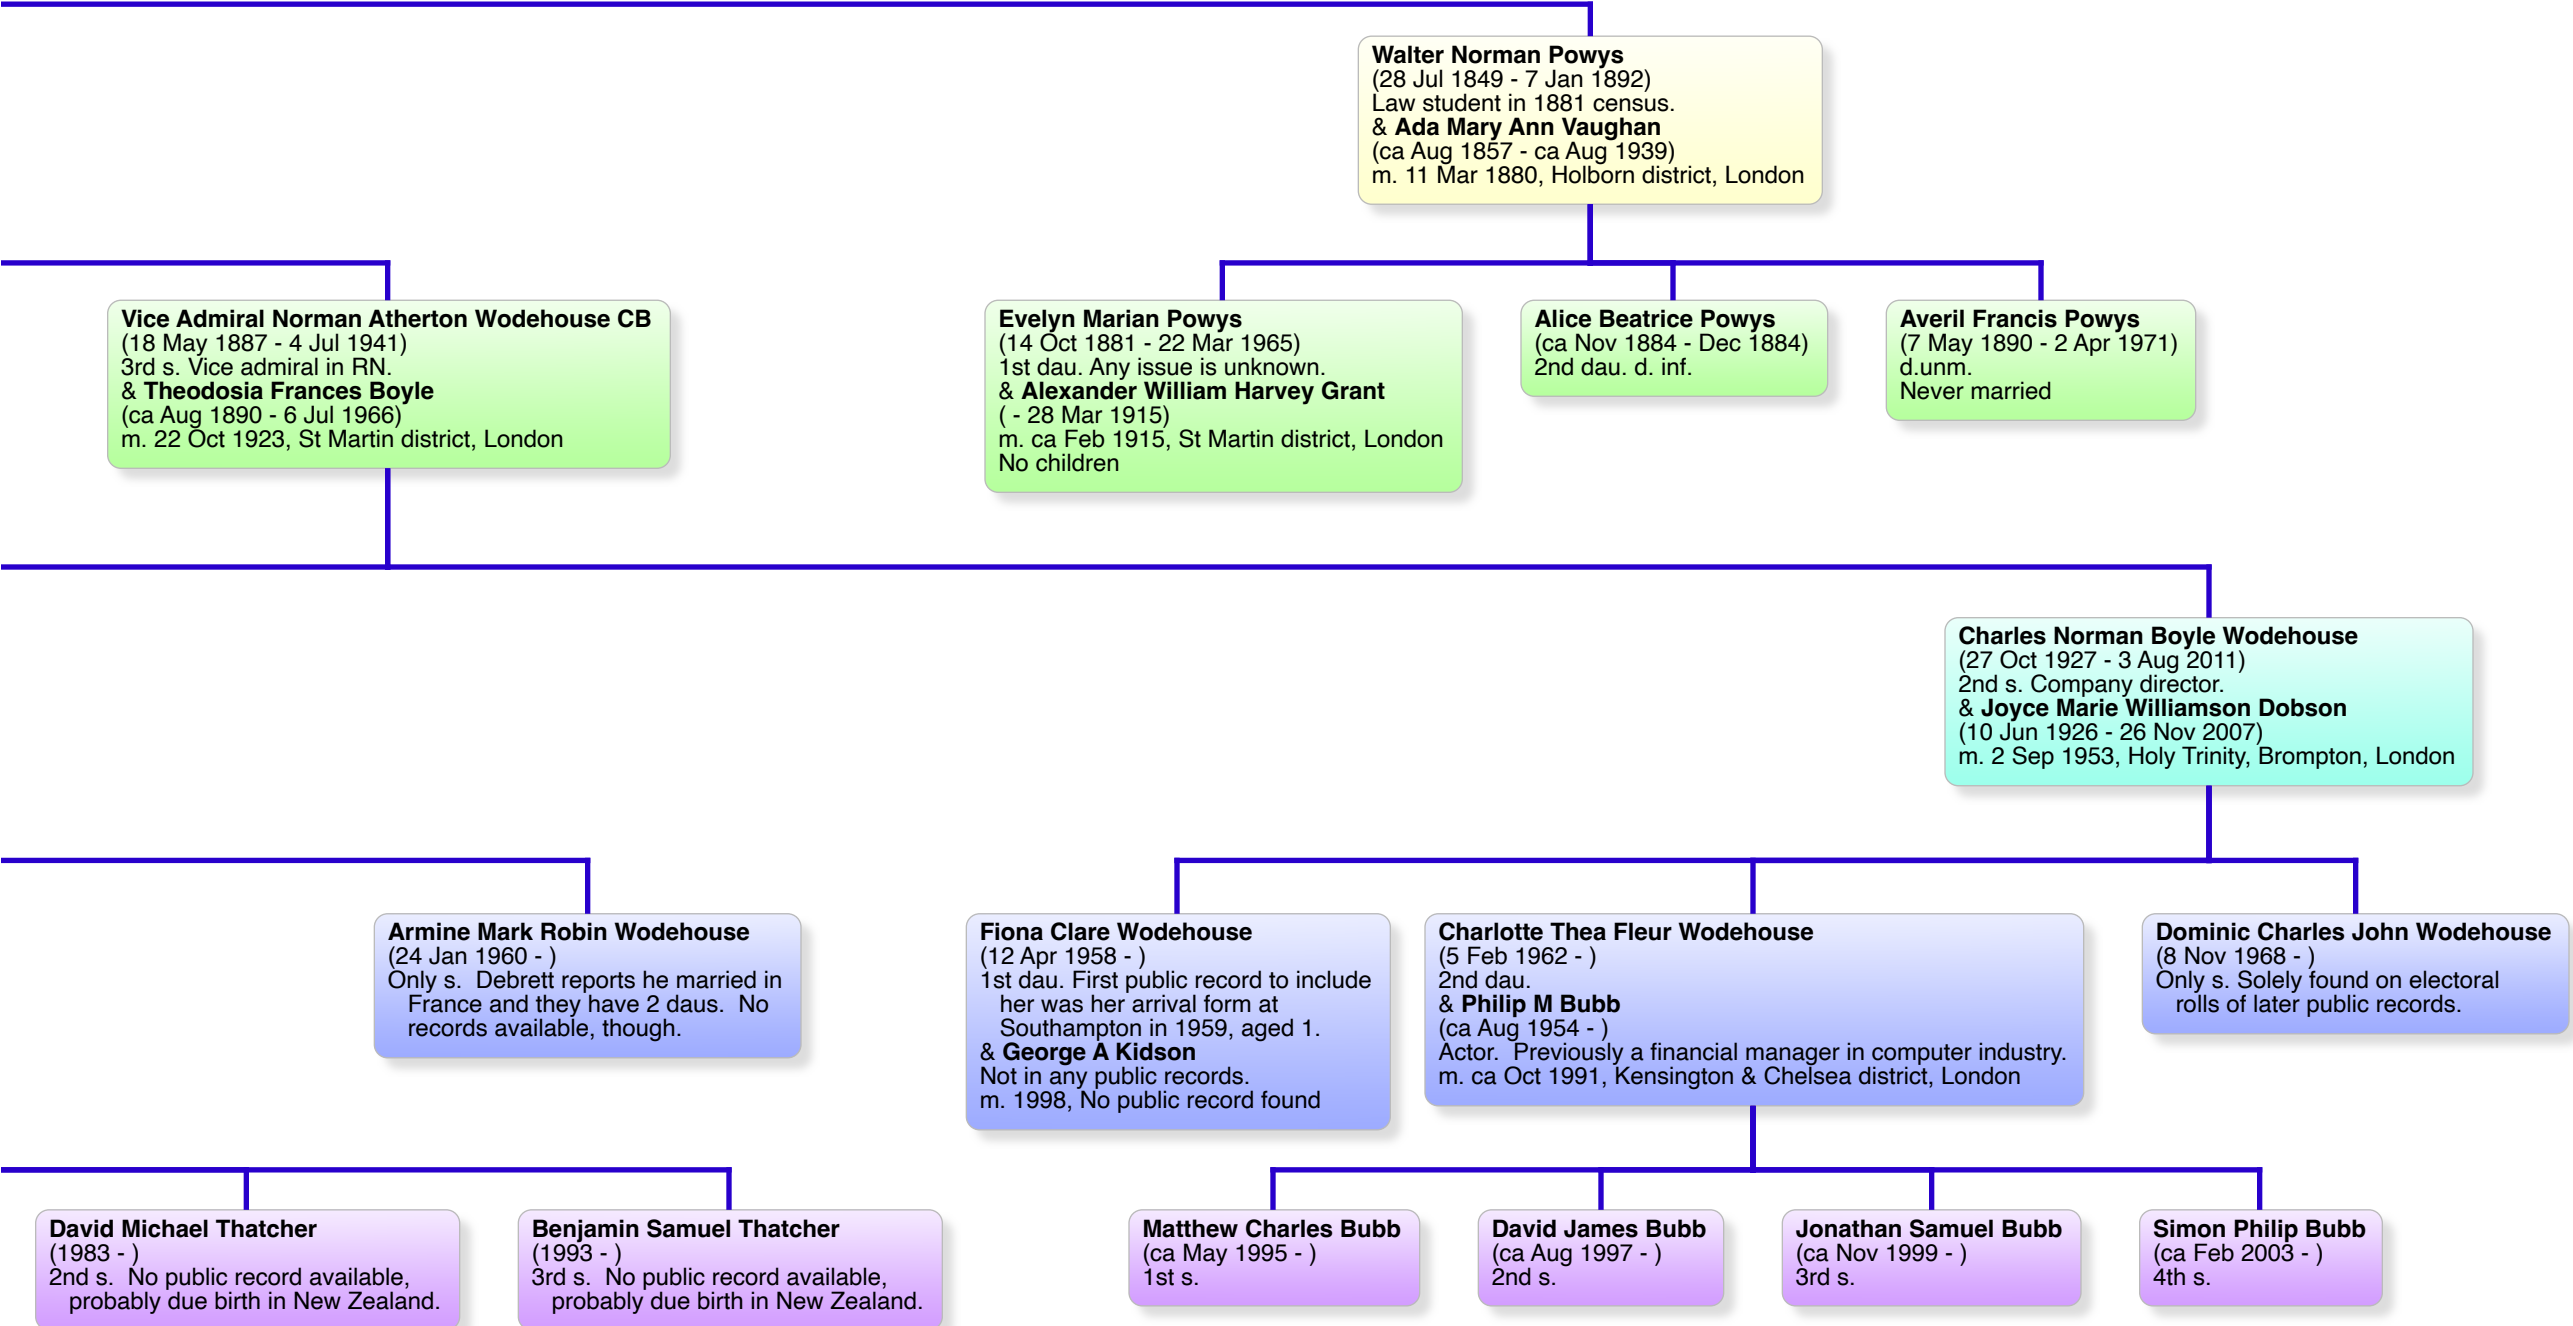 Walter Norman Powys
(28 Jul 1849 - 7 Jan 1892)
Law student in 1881 census.
& Ada Mary Ann Vaughan
(ca Aug 1857 - ca Aug 1939)
m. 11 Mar 1880, Holborn district, London
Vice Admiral Norman Atherton Wodehouse CB
(18 May 1887 - 4 Jul 1941)
3rd s. Vice admiral in RN.
& Theodosia Frances Boyle
(ca Aug 1890 - 6 Jul 1966)
m. 22 Oct 1923, St Martin district, London
Evelyn Marian Powys
(14 Oct 1881 - 22 Mar 1965)
1st dau. Any issue is unknown.
& Alexander William Harvey Grant
( - 28 Mar 1915)
m. ca Feb 1915, St Martin district, London
No children
Alice Beatrice Powys
(ca Nov 1884 - Dec 1884)
2nd dau. d. inf.
Averil Francis Powys
(7 May 1890 - 2 Apr 1971)
d.unm.
Never married
Charles Norman Boyle Wodehouse
(27 Oct 1927 - 3 Aug 2011)
2nd s. Company director.
& Joyce Marie Williamson Dobson
(10 Jun 1926 - 26 Nov 2007)
m. 2 Sep 1953, Holy Trinity, Brompton, London
Armine Mark Robin Wodehouse
(24 Jan 1960 - )
Only s. Debrett reports he married in
France and they have 2 daus. No
records available, though.
Fiona Clare Wodehouse
(12 Apr 1958 - )
1st dau. First public record to include
her was her arrival form at
Southampton in 1959, aged 1.
& George A Kidson
Not in any public records.
m. 1998, No public record found
Charlotte Thea Fleur Wodehouse
(5 Feb 1962 - )
2nd dau.
& Philip M Bubb
(ca Aug 1954 - )
Actor. Previously a financial manager in computer industry.
m. ca Oct 1991, Kensington & Chelsea district, London
Dominic Charles John Wodehouse
(8 Nov 1968 - )
Only s. Solely found on electoral
rolls of later public records.
David Michael Thatcher
(1983 - )
2nd s. No public record available,
probably due birth in New Zealand.
Benjamin Samuel Thatcher
(1993 - )
3rd s. No public record available,
probably due birth in New Zealand.
Matthew Charles Bubb
(ca May 1995 - )
1st s.
David James Bubb
(ca Aug 1997 - )
2nd s.
Jonathan Samuel Bubb
(ca Nov 1999 - )
3rd s.
Simon Philip Bubb
(ca Feb 2003 - )
4th s.